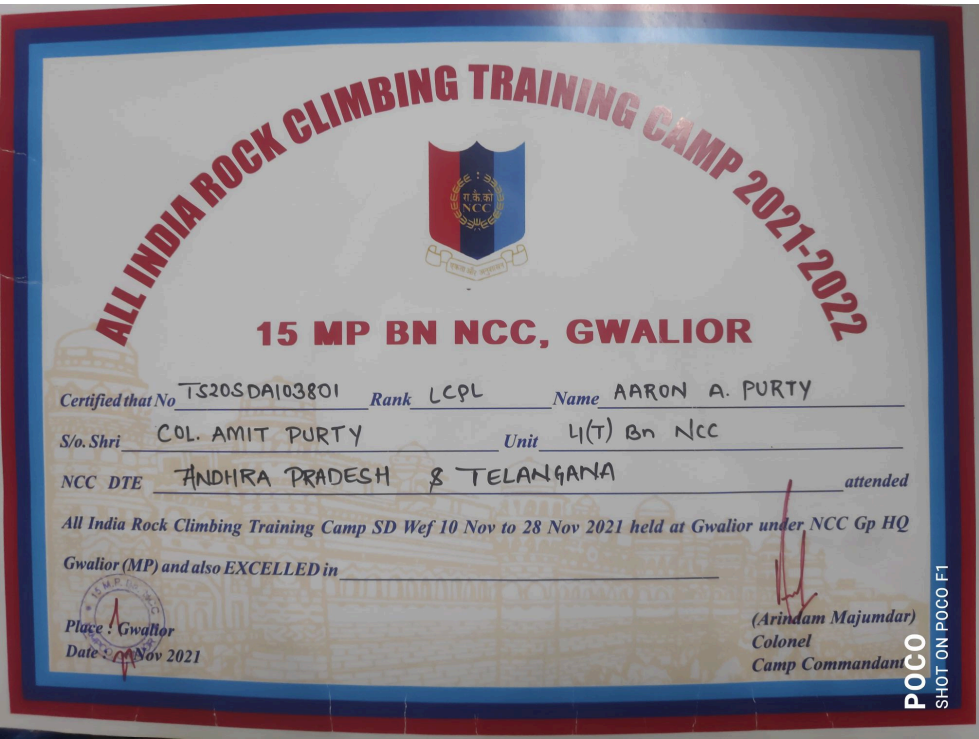 ALL INDIA ROCK CLIMBING TRAINING CAMP 2021-2022
रा.कै.को
NCC
एकता और अनुशासन
15 MP BN NCC, GWALIOR
Certified that No TS20SDA103801 Rank LCPL Name AARON A. PURTY
S/o. Shri COL. AMIT PURTY Unit 4(T) Bn NCC
NCC DTE ANDHRA PRADESH & TELANGANA attended
All India Rock Climbing Training Camp SD Wef 10 Nov to 28 Nov 2021 held at Gwalior under NCC Gp HQ
Gwalior (MP) and also EXCELLED in
15 M.P. Bn
Place : Gwalior
Date : Nov 2021
(Arindam Majumdar)
Colonel
Camp Commandant
POCO
SHOT ON POCO F1